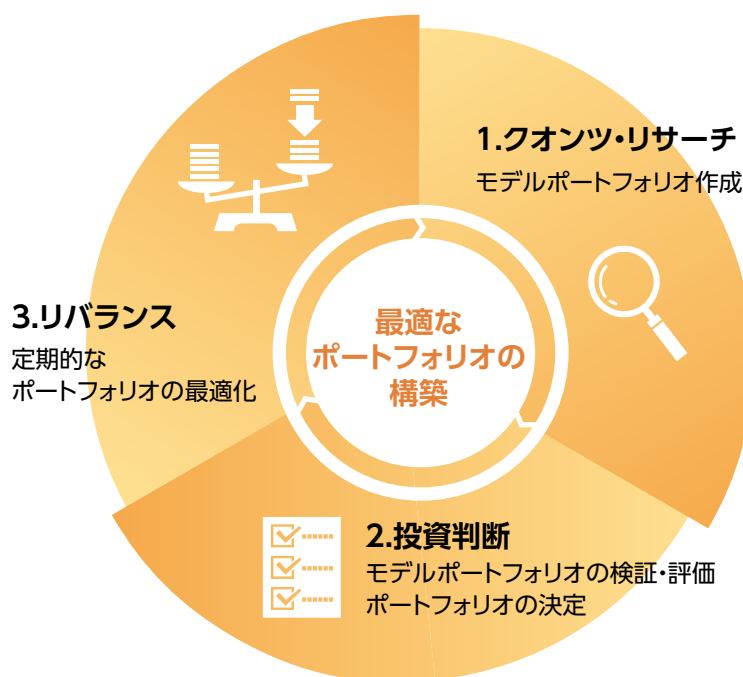 1.クオンツ・リサーチ
モデルポートフォリオ作成
最適な
ポートフォリオの
構築
2.投資判断
モデルポートフォリオの検証・評価
ポートフォリオの決定
3.リバランス
定期的な
ポートフォリオの最適化